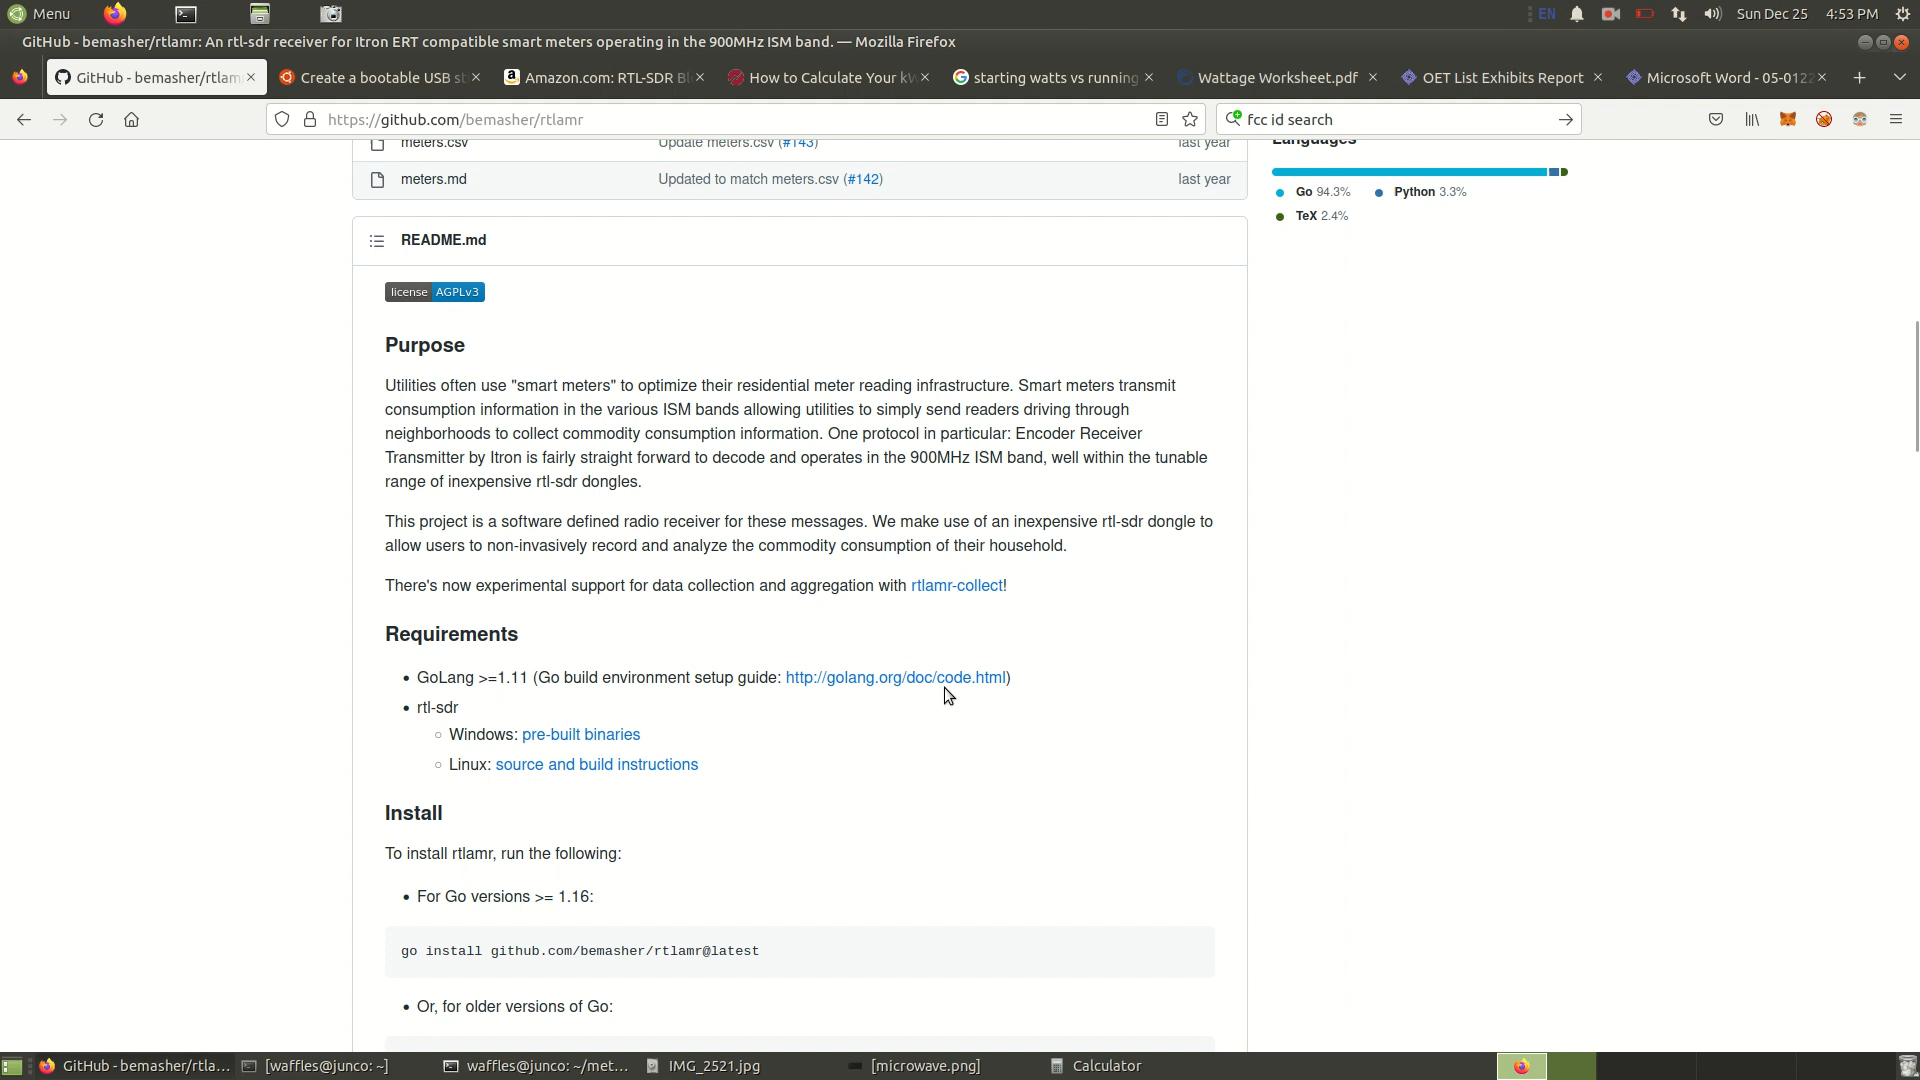 Menu
EN
Sun Dec 25
4:53 PM
GitHub - bemasher/rtlamr: An rtl-sdr receiver for Itron ERT compatible smart meters operating in the 900MHz ISM band. — Mozilla Firefox
GitHub - bemasher/rtlam
Create a bootable USB st
Amazon.com: RTL-SDR Bl
How to Calculate Your kW
starting watts vs running
Wattage Worksheet.pdf
OET List Exhibits Report
Microsoft Word - 05-0122
https://github.com/bemasher/rtlamr
fcc id search
meters.csv
Update meters.csv (#143)
last year
Languages
meters.md
Updated to match meters.csv (#142)
last year
Go 94.3%
Python 3.3%
TeX 2.4%
README.md
license AGPLv3
Purpose
Utilities often use "smart meters" to optimize their residential meter reading infrastructure. Smart meters transmit
consumption information in the various ISM bands allowing utilities to simply send readers driving through
neighborhoods to collect commodity consumption information. One protocol in particular: Encoder Receiver
Transmitter by Itron is fairly straight forward to decode and operates in the 900MHz ISM band, well within the tunable
range of inexpensive rtl-sdr dongles.
This project is a software defined radio receiver for these messages. We make use of an inexpensive rtl-sdr dongle to
allow users to non-invasively record and analyze the commodity consumption of their household.
There's now experimental support for data collection and aggregation with rtlamr-collect!
Requirements
• GoLang >=1.11 (Go build environment setup guide: http://golang.org/doc/code.html)
• rtl-sdr
○ Windows: pre-built binaries
○ Linux: source and build instructions
Install
To install rtlamr, run the following:
• For Go versions >= 1.16:
go install github.com/bemasher/rtlamr@latest
• Or, for older versions of Go:
GitHub - bemasher/rtla...
[waffles@junco: ~]
waffles@junco: ~/met...
IMG_2521.jpg
[microwave.png]
Calculator